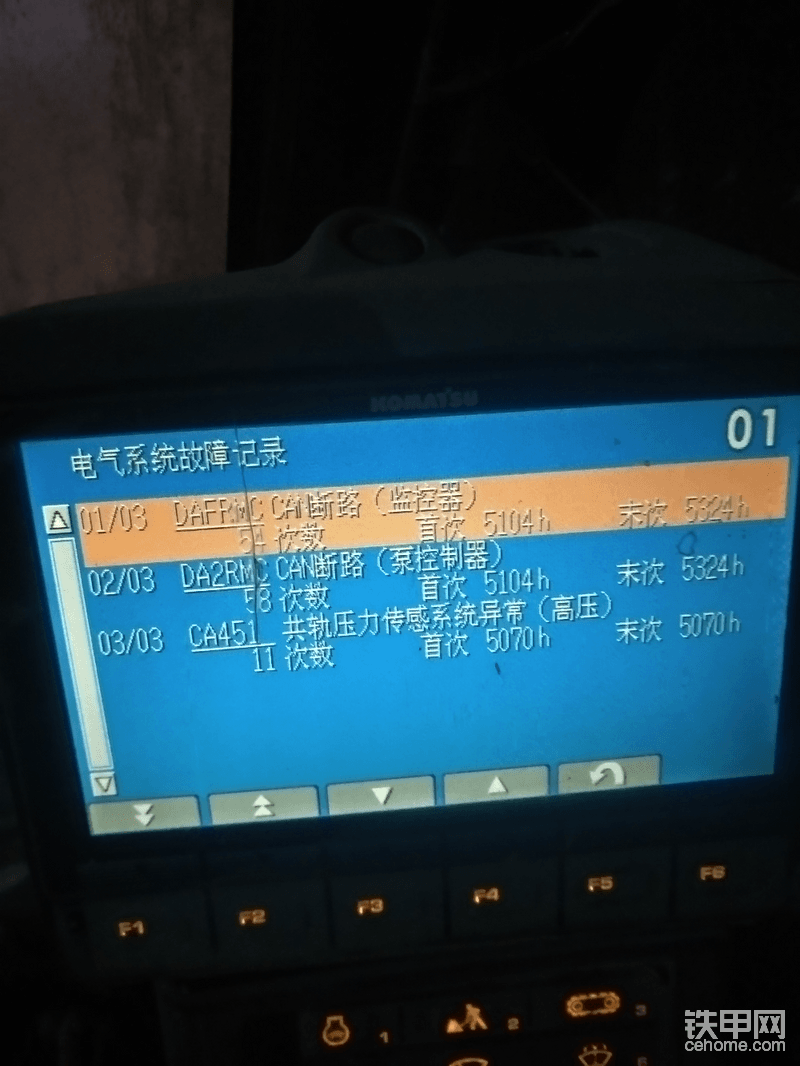 KOMATSU
电气系统故障记录
01
01/03 DAFRMC CAN断路（监控器）
54 次数 首次 5104h 末次 5324h
02/03 DA2RMC CAN断路（泵控制器）
58 次数 首次 5104h 末次 5324h
03/03 CA451 共轨压力传感系统异常（高压）
11 次数 首次 5070h 末次 5070h
F1 F2 F3 F4 F5 F6
1 2 3
6
铁甲网
cehome.com